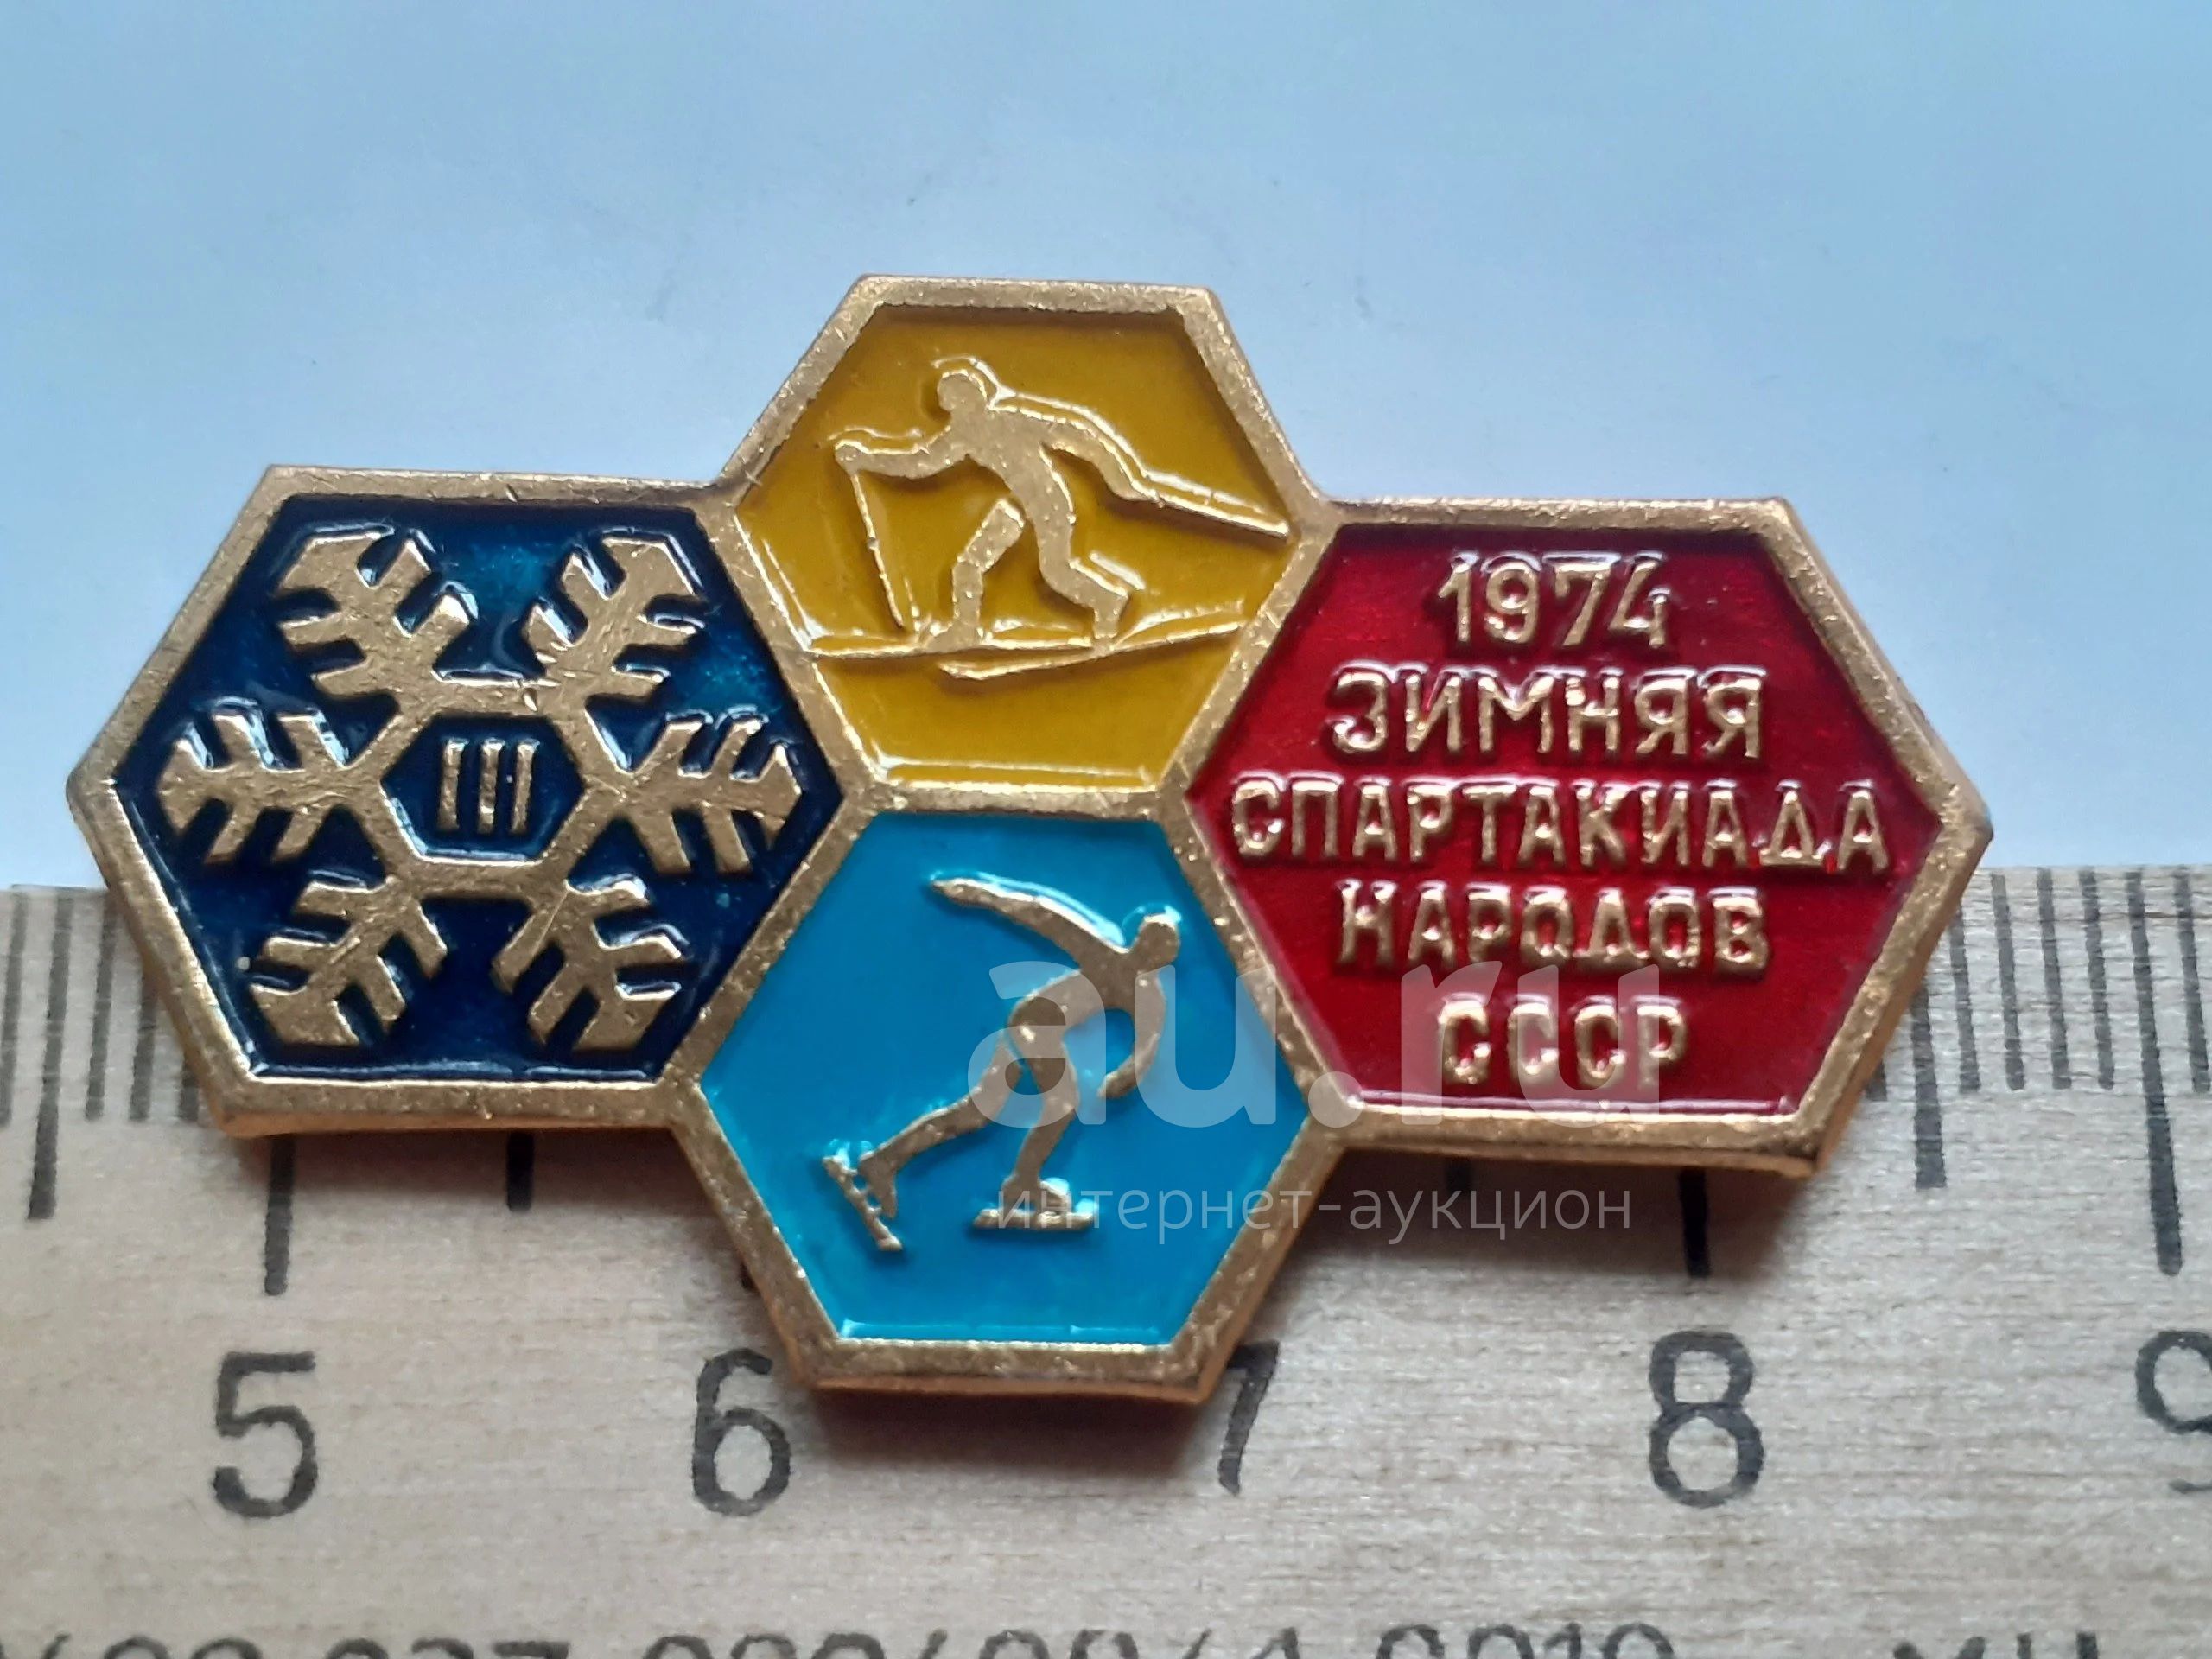 III
1974
ЗИМНЯЯ
СПАРТАКИАДА
НАРОДОВ
СССР
au.ru
интернет-аукцион
5 6 7 8 9